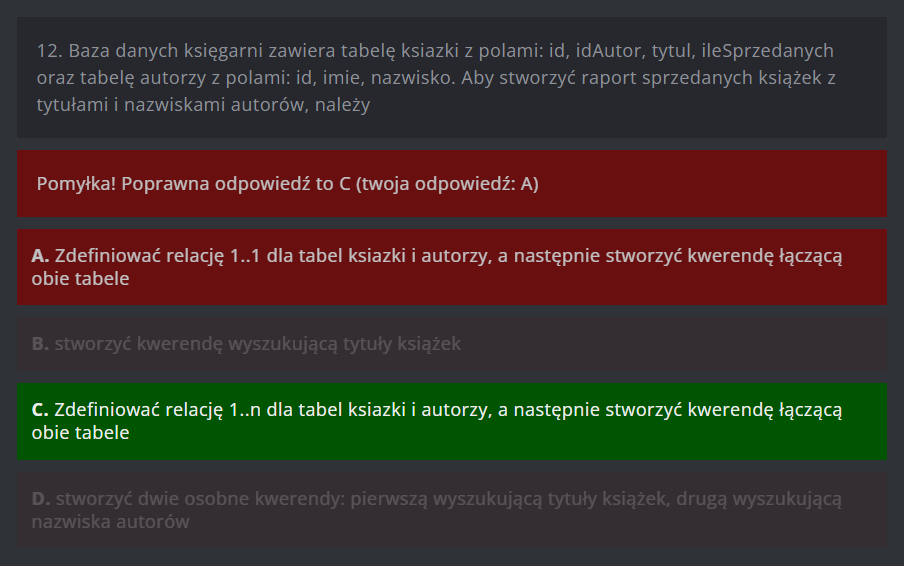 12. Baza danych księgarni zawiera tabelę ksiazki z polami: id, idAutor, tytul, ileSprzedanych
oraz tabelę autorzy z polami: id, imie, nazwisko. Aby stworzyć raport sprzedanych książek z
tytułami i nazwiskami autorów, należy
Pomyłka! Poprawna odpowiedź to C (twoja odpowiedź: A)
A. Zdefiniować relację 1..1 dla tabel ksiazki i autorzy, a następnie stworzyć kwerendę łączącą
obie tabele
B. stworzyć kwerendę wyszukującą tytuły książek
C. Zdefiniować relację 1..n dla tabel ksiazki i autorzy, a następnie stworzyć kwerendę łączącą
obie tabele
D. stworzyć dwie osobne kwerendy: pierwszą wyszukującą tytuły książek, drugą wyszukującą
nazwiska autorów